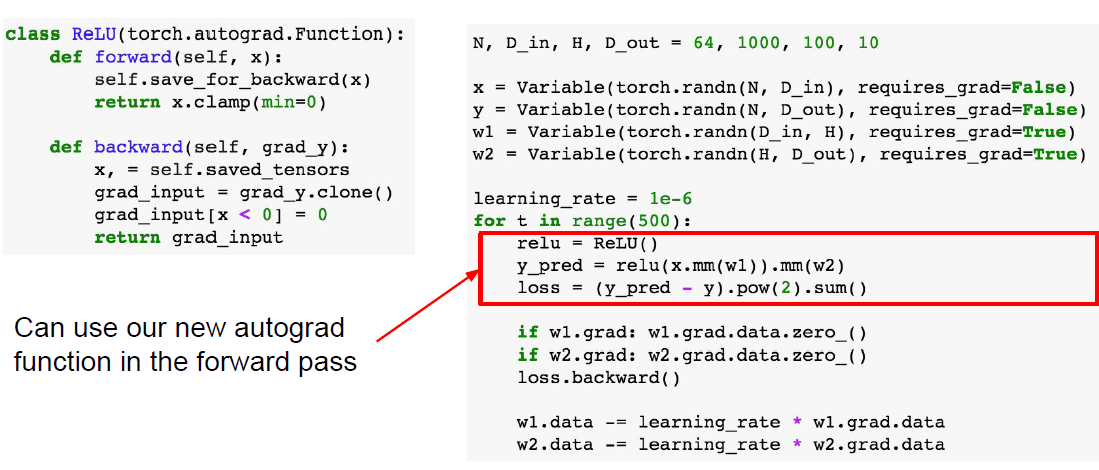 class ReLU(torch.autograd.Function):
    def forward(self, x):
        self.save_for_backward(x)
        return x.clamp(min=0)

    def backward(self, grad_y):
        x, = self.saved_tensors
        grad_input = grad_y.clone()
        grad_input[x < 0] = 0
        return grad_input

Can use our new autograd
function in the forward pass

N, D_in, H, D_out = 64, 1000, 100, 10

x = Variable(torch.randn(N, D_in), requires_grad=False)
y = Variable(torch.randn(N, D_out), requires_grad=False)
w1 = Variable(torch.randn(D_in, H), requires_grad=True)
w2 = Variable(torch.randn(H, D_out), requires_grad=True)

learning_rate = 1e-6
for t in range(500):
    relu = ReLU()
    y_pred = relu(x.mm(w1)).mm(w2)
    loss = (y_pred - y).pow(2).sum()

    if w1.grad: w1.grad.data.zero_()
    if w2.grad: w2.grad.data.zero_()
    loss.backward()

    w1.data -= learning_rate * w1.grad.data
    w2.data -= learning_rate * w2.grad.data